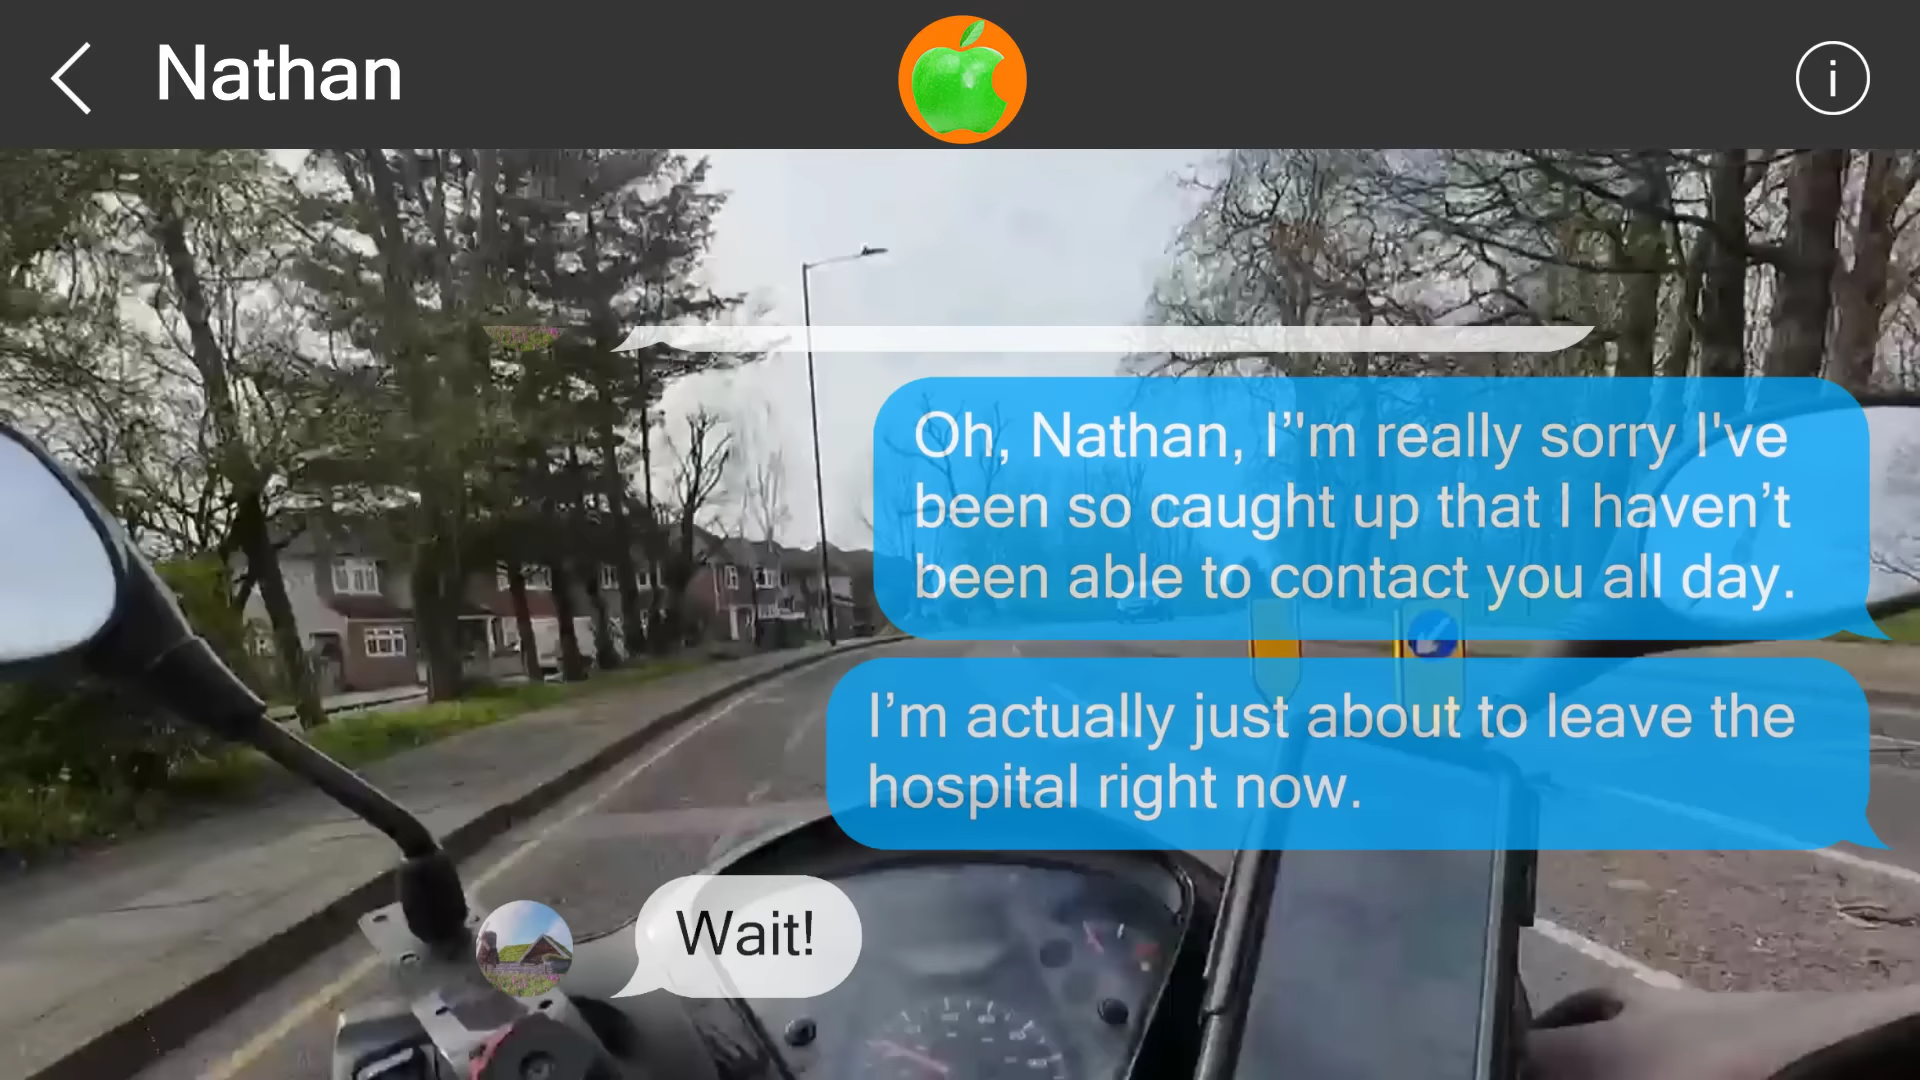 Nathan
i
Oh, Nathan, I’"m really sorry I've
been so caught up that I haven’t
been able to contact you all day.
I’m actually just about to leave the
hospital right now.
Wait!